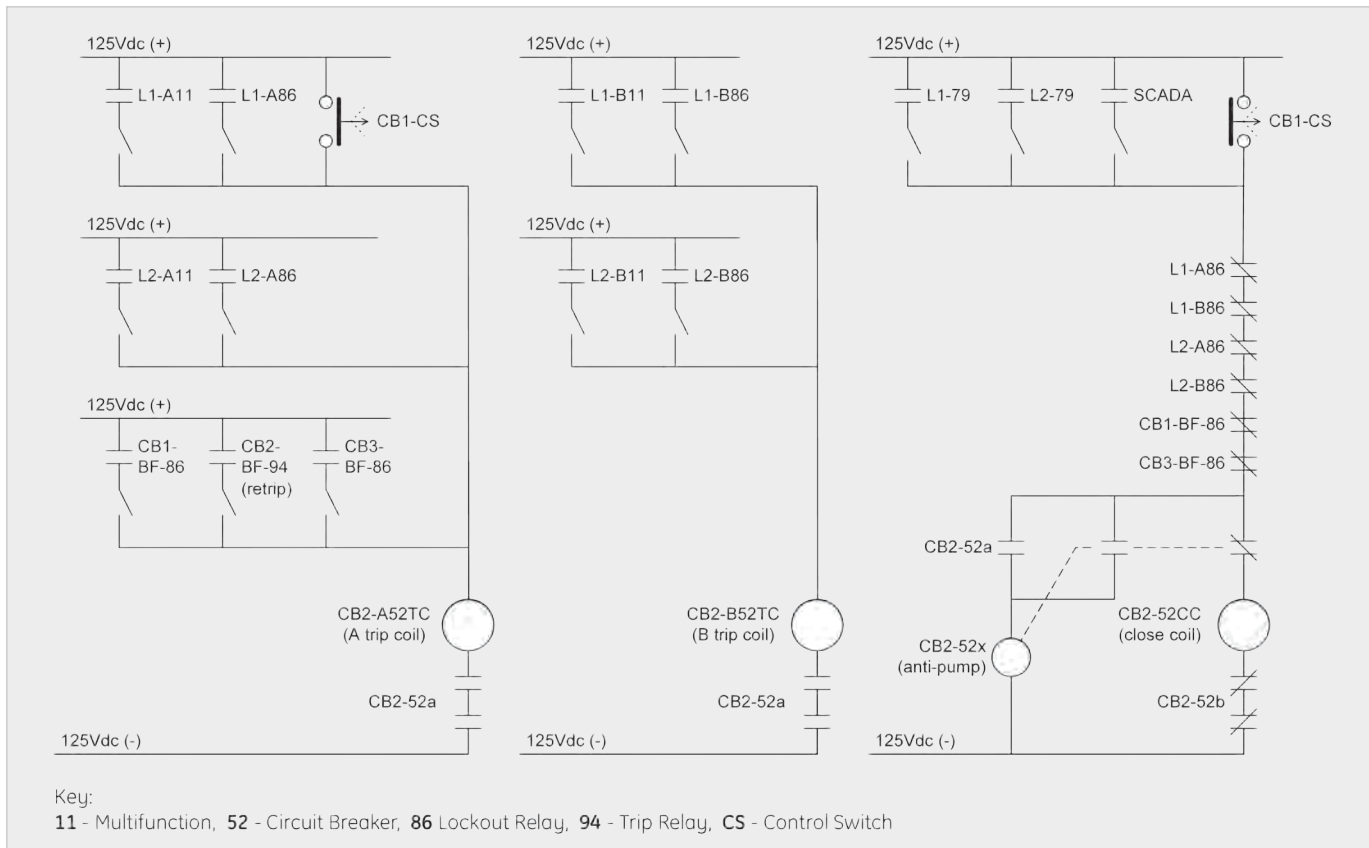 125Vdc (+)
L1-A11
L1-A86
CB1-CS
125Vdc (+)
L2-A11
L2-A86
125Vdc (+)
CB1-
BF-86
CB2-
BF-94
(retrip)
CB3-
BF-86
CB2-A52TC
(A trip coil)
CB2-52a
125Vdc (-)
125Vdc (+)
L1-B11
L1-B86
125Vdc (+)
L2-B11
L2-B86
CB2-B52TC
(B trip coil)
CB2-52a
125Vdc (-)
125Vdc (+)
L1-79
L2-79
SCADA
CB1-CS
L1-A86
L1-B86
L2-A86
L2-B86
CB1-BF-86
CB3-BF-86
CB2-52a
CB2-52x
(anti-pump)
CB2-52CC
(close coil)
CB2-52b
125Vdc (-)
Key:
11 - Multifunction, 52 - Circuit Breaker, 86 Lockout Relay, 94 - Trip Relay, CS - Control Switch